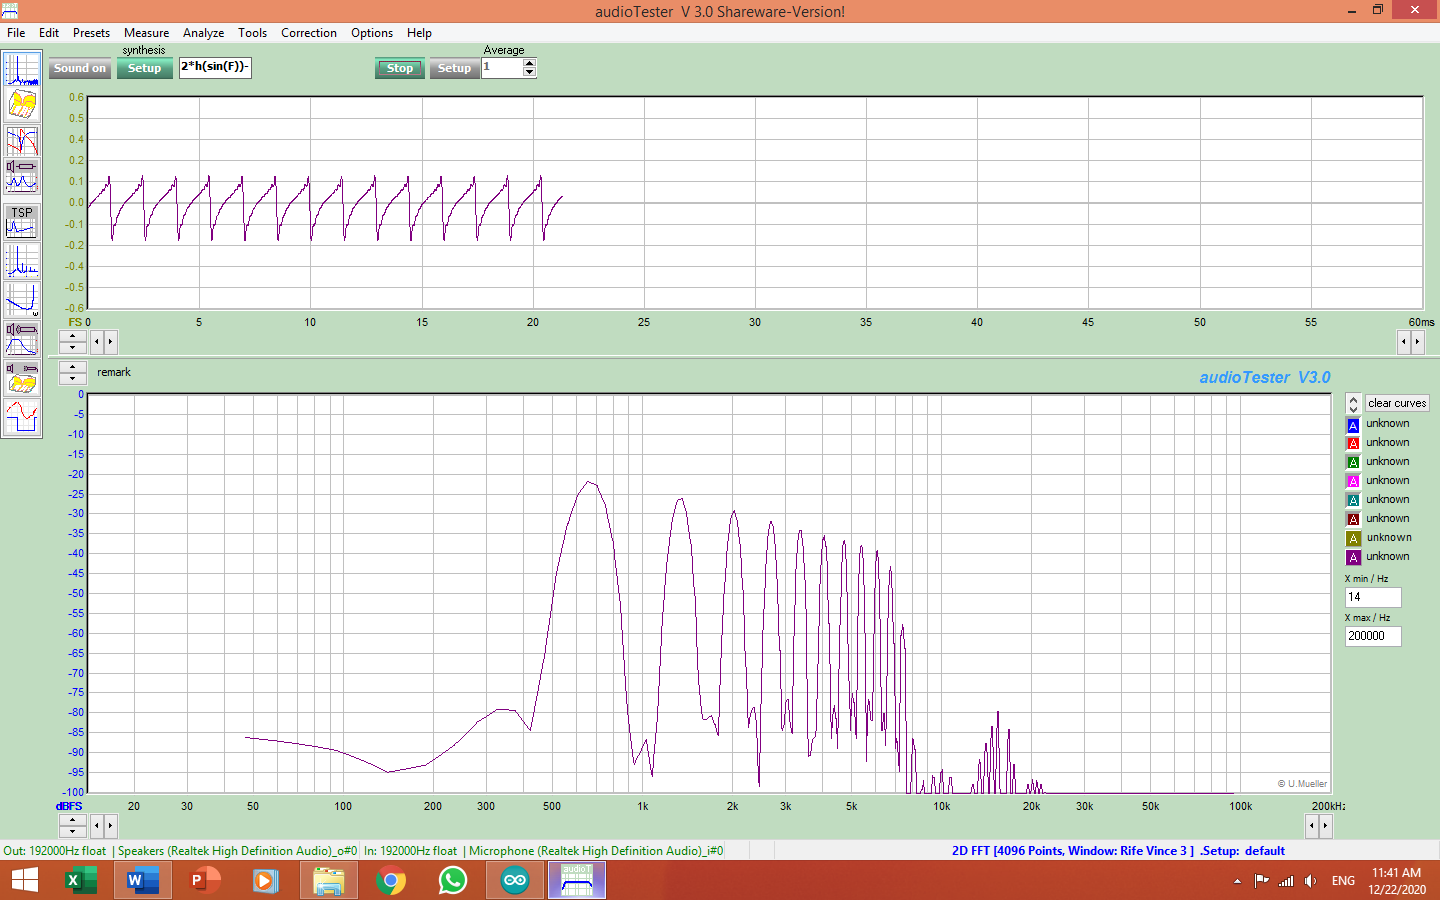 audioTester V 3.0 Shareware-Version!
File Edit Presets Measure Analyze Tools Correction Options Help
synthesis Average
Sound on Setup 2*h(sin(F))- Stop Setup 1
0.6
0.5
0.4
0.2
0.1
0.0
-0.1
-0.2
-0.4
-0.5
-0.6
FS 0 5 10 15 20 25 30 35 40 45 50 55 60ms
TSP
ω
remark
audioTester V3.0
0
-5
-10
-15
-20
-25
-30
-35
-40
-45
-50
-55
-60
-65
-70
-75
-80
-85
-90
-95
-100
© U.Mueller
dBFS 20 30 50 100 200 300 500 1k 2k 3k 5k 10k 20k 30k 50k 100k 200kHz
clear curves
A unknown
A unknown
A unknown
A unknown
A unknown
A unknown
A unknown
A unknown
X min / Hz
14
X max / Hz
200000
Out: 192000Hz float | Speakers (Realtek High Definition Audio)_o#0 In: 192000Hz float | Microphone (Realtek High Definition Audio)_i#0 2D FFT [4096 Points, Window: Rife Vince 3 ] .Setup: default
audioT
ENG 11:41 AM
12/22/2020